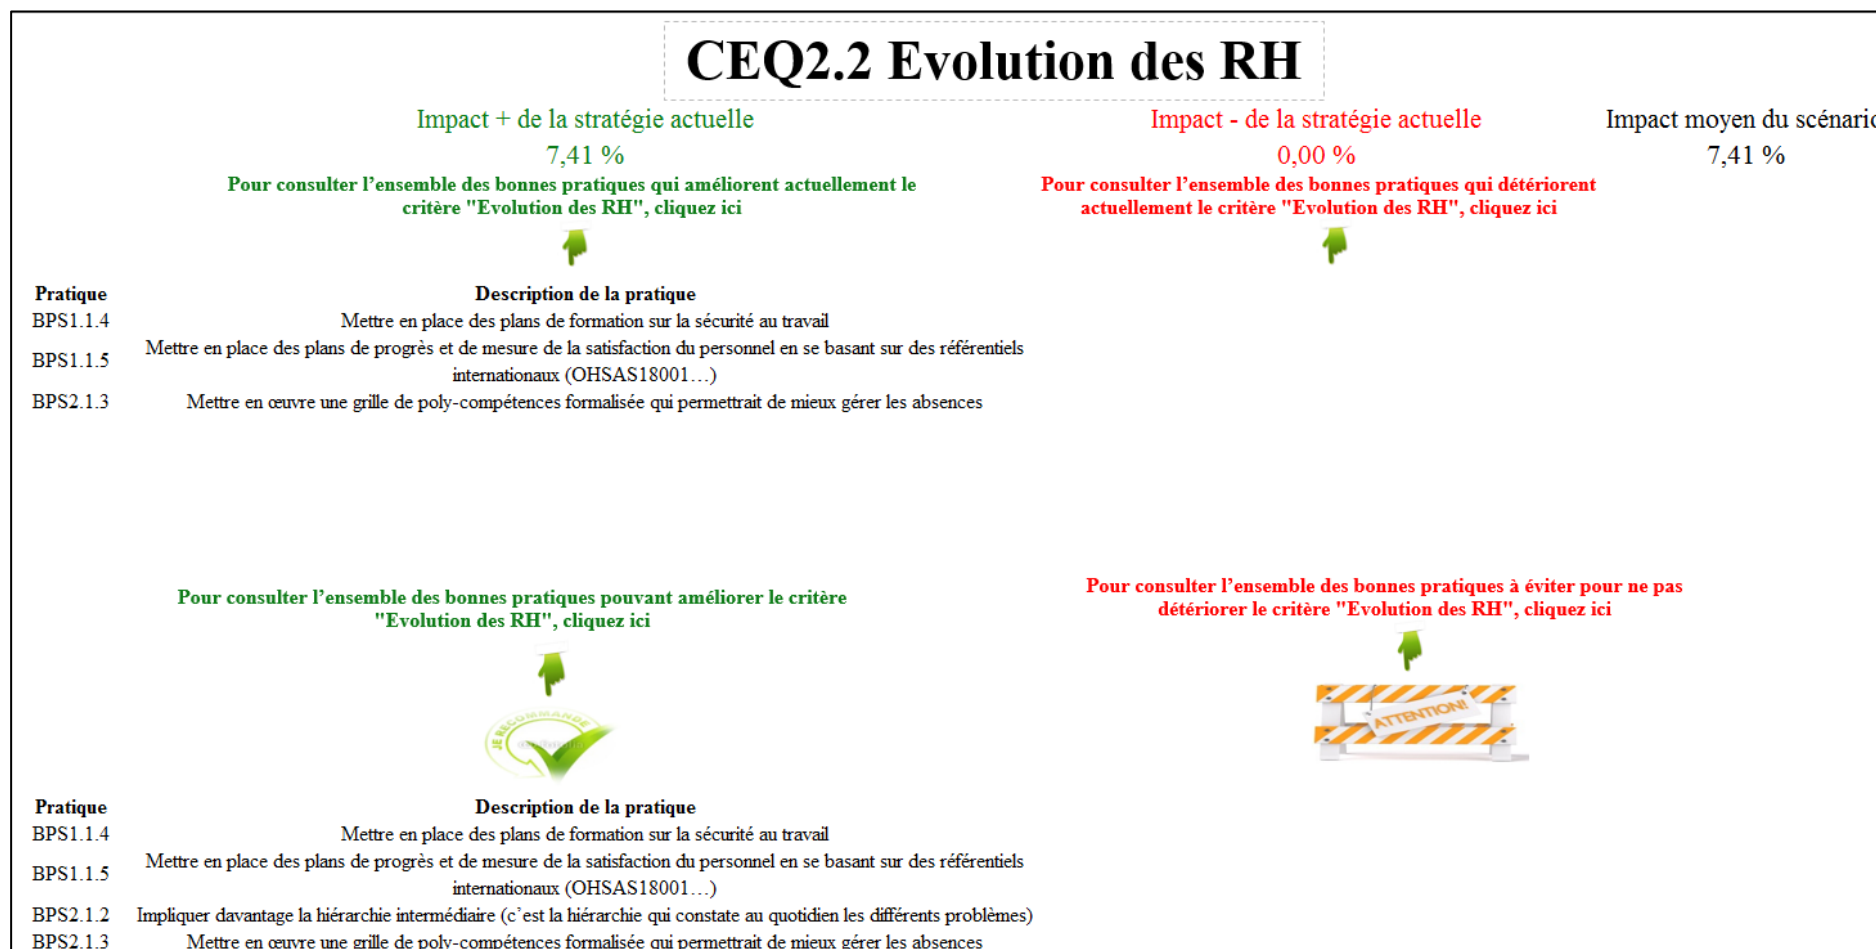 CEQ2.2 Evolution des RH
Impact + de la stratégie actuelle
7,41 %
Impact - de la stratégie actuelle
0,00 %
Impact moyen du scénario
7,41 %
Pour consulter l’ensemble des bonnes pratiques qui améliorent actuellement le
critère "Evolution des RH", cliquez ici
Pour consulter l’ensemble des bonnes pratiques qui détériorent
actuellement le critère "Evolution des RH", cliquez ici
Pratique Description de la pratique
BPS1.1.4 Mettre en place des plans de formation sur la sécurité au travail
BPS1.1.5 Mettre en place des plans de progrès et de mesure de la satisfaction du personnel en se basant sur des référentiels
internationaux (OHSAS18001…)
BPS2.1.3 Mettre en œuvre une grille de poly-compétences formalisée qui permettrait de mieux gérer les absences
Pour consulter l’ensemble des bonnes pratiques pouvant améliorer le critère
"Evolution des RH", cliquez ici
Pour consulter l’ensemble des bonnes pratiques à éviter pour ne pas
détériorer le critère "Evolution des RH", cliquez ici
JE RECOMMANDE
ATTENTION!
Pratique Description de la pratique
BPS1.1.4 Mettre en place des plans de formation sur la sécurité au travail
BPS1.1.5 Mettre en place des plans de progrès et de mesure de la satisfaction du personnel en se basant sur des référentiels
internationaux (OHSAS18001…)
BPS2.1.2 Impliquer davantage la hiérarchie intermédiaire (c’est la hiérarchie qui constate au quotidien les différents problèmes)
BPS2.1.3 Mettre en œuvre une grille de poly-compétences formalisée qui permettrait de mieux gérer les absences